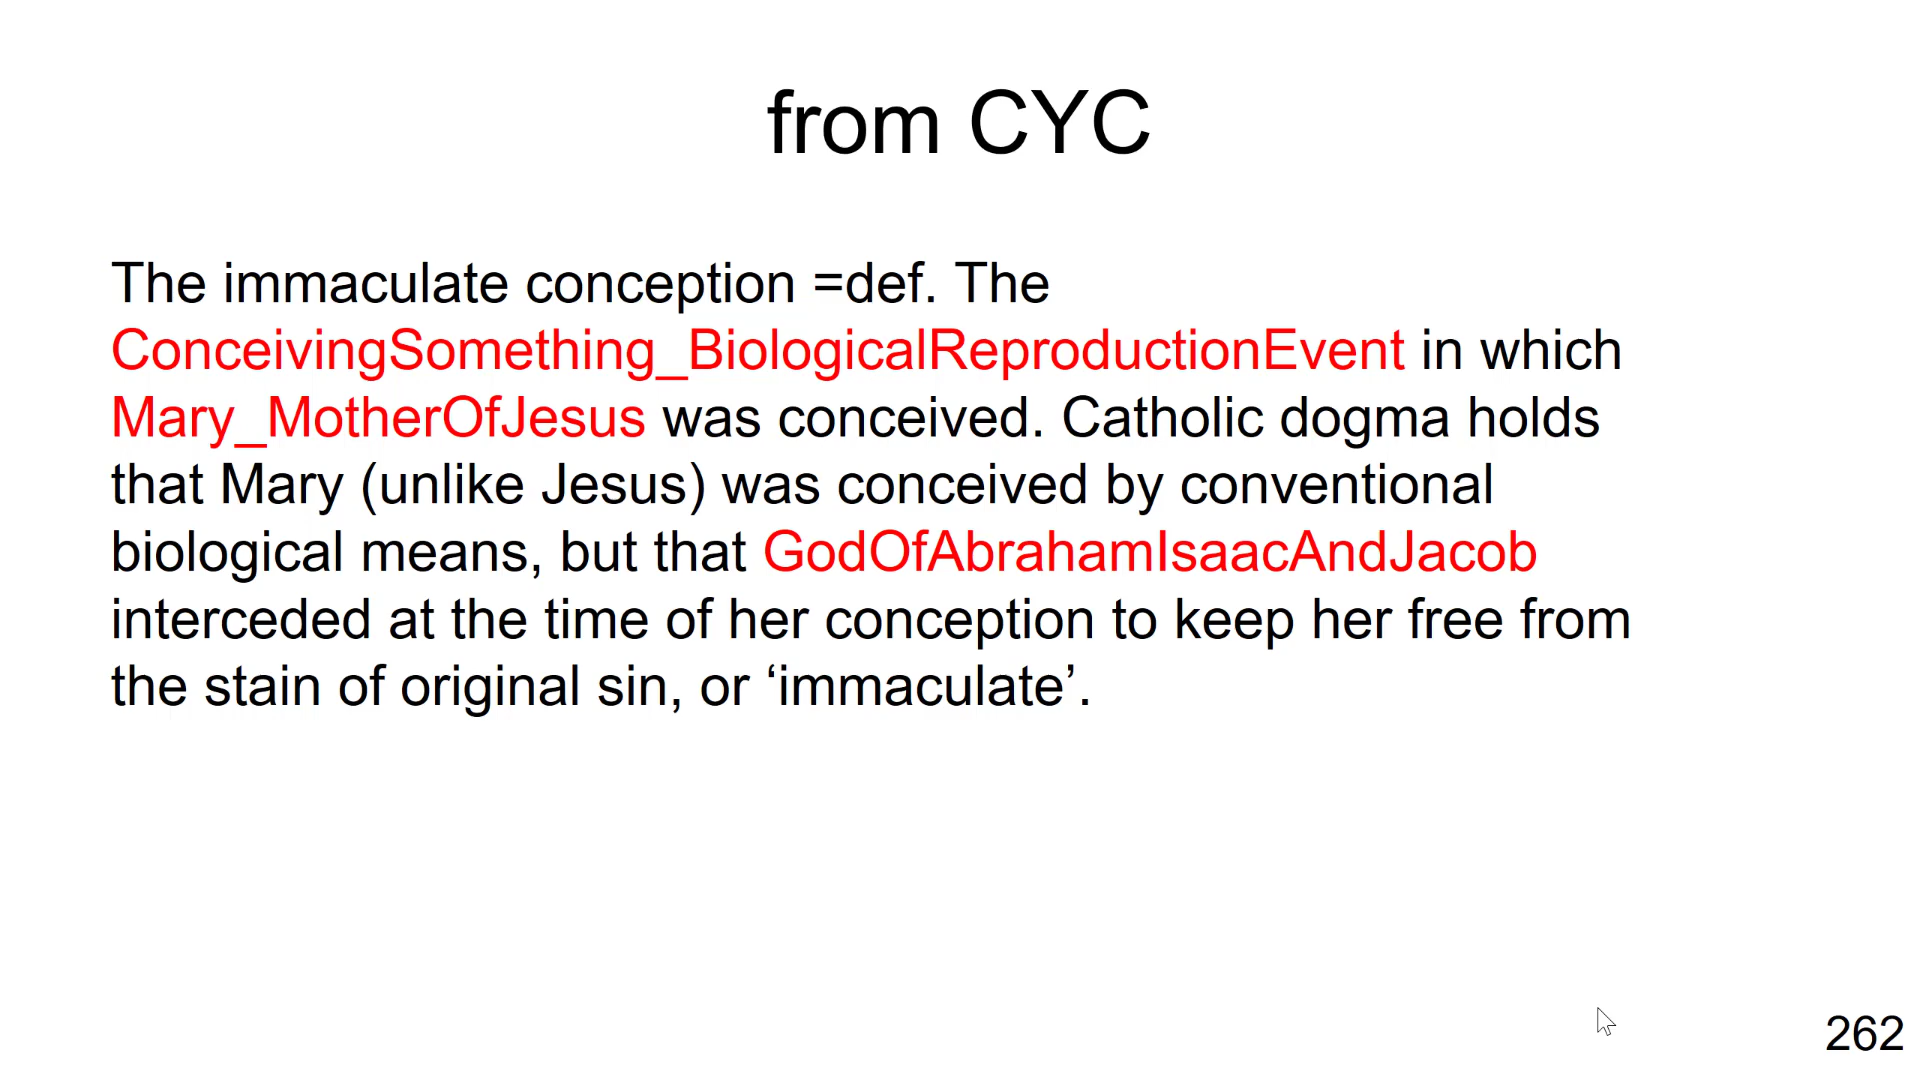 from CYC
The immaculate conception =def. The
ConceivingSomething_BiologicalReproductionEvent in which
Mary_MotherOfJesus was conceived. Catholic dogma holds
that Mary (unlike Jesus) was conceived by conventional
biological means, but that GodOfAbrahamIsaacAndJacob
interceded at the time of her conception to keep her free from
the stain of original sin, or ‘immaculate’.
262